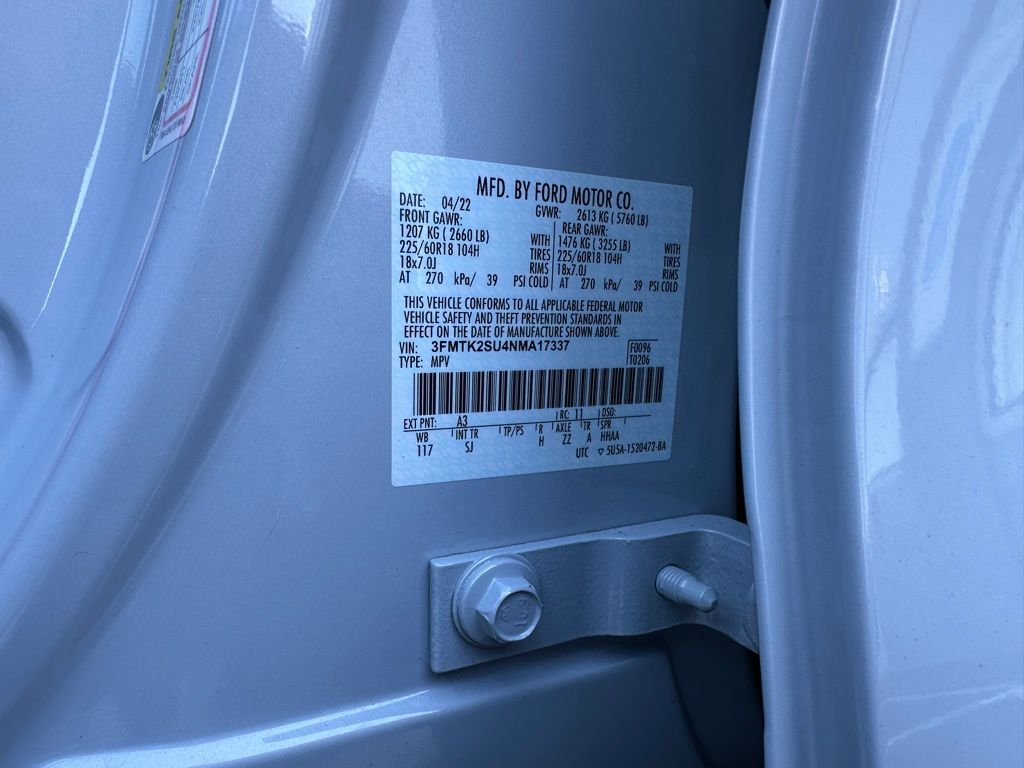 MFD. BY FORD MOTOR CO.
DATE: 04/22 GVWR: 2613 KG ( 5760 LB)
FRONT GAWR: REAR GAWR:
1207 KG ( 2660 LB) WITH 1476 KG ( 3255 LB) WITH
225/60R18 104H TIRES 225/60R18 104H TIRES
18x7.0J RIMS 18x7.0J RIMS
AT 270 kPa/ 39 PSI COLD AT 270 kPa/ 39 PSI COLD
THIS VEHICLE CONFORMS TO ALL APPLICABLE FEDERAL MOTOR
VEHICLE SAFETY AND THEFT PREVENTION STANDARDS IN
EFFECT ON THE DATE OF MANUFACTURE SHOWN ABOVE.
VIN: 3FMTK2SU4NMA17337 F0096
TYPE: MPV T0206
EXT PNT: A3 RC: 11 DSO:
WB INT TR TP/PS R AXLE TR SPR
117 SJ H ZZ A HHAA
UTC ▽ 5U5A-1520472-BA